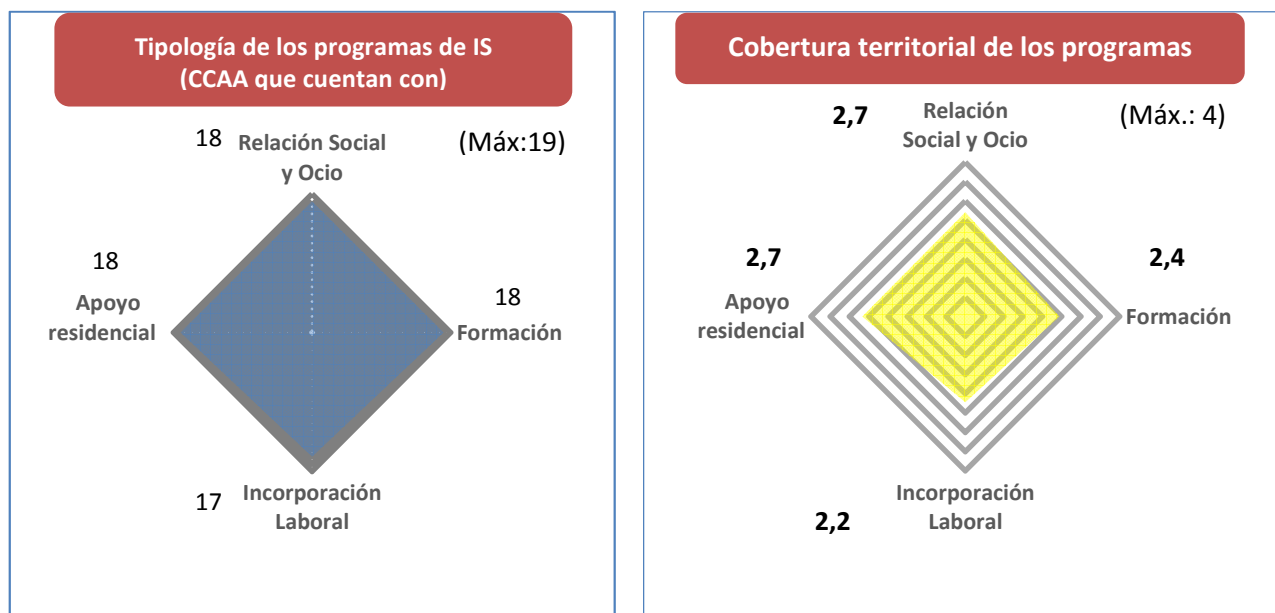 Tipología de los programas de IS
(CCAA que cuentan con)
18
Relación Social
y Ocio
(Máx:19)
18
Apoyo
residencial
18
Formación
17
Incorporación
Laboral
Cobertura territorial de los programas
2,7
Relación
Social y Ocio
(Máx.: 4)
2,7
Apoyo
residencial
2,4
Formación
Incorporación
Laboral
2,2